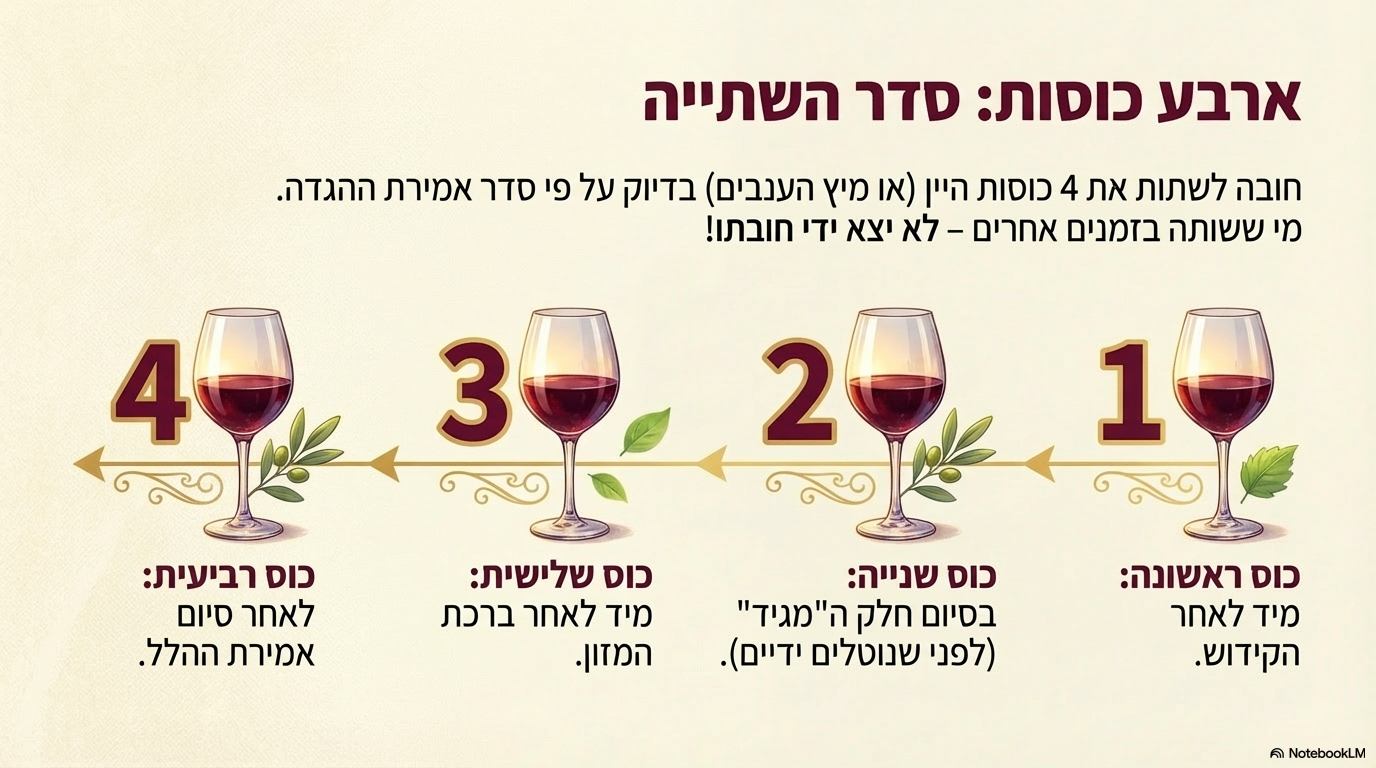 ארבע כוסות: סדר השתייה
חובה לשתות את 4 כוסות היין (או מיץ הענבים) בדיוק על פי סדר אמירת ההגדה.
מי ששותה בזמנים אחרים – לא יצא ידי חובתו!
1
כוס ראשונה:
מיד לאחר
הקידוש.
2
כוס שנייה:
בסיום חלק ה"מגיד"
(לפני שנוטלים ידיים).
3
כוס שלישית:
מיד לאחר ברכת
המזון.
4
כוס רביעית:
לאחר סיום
אמירת ההלל.
NotebookLM